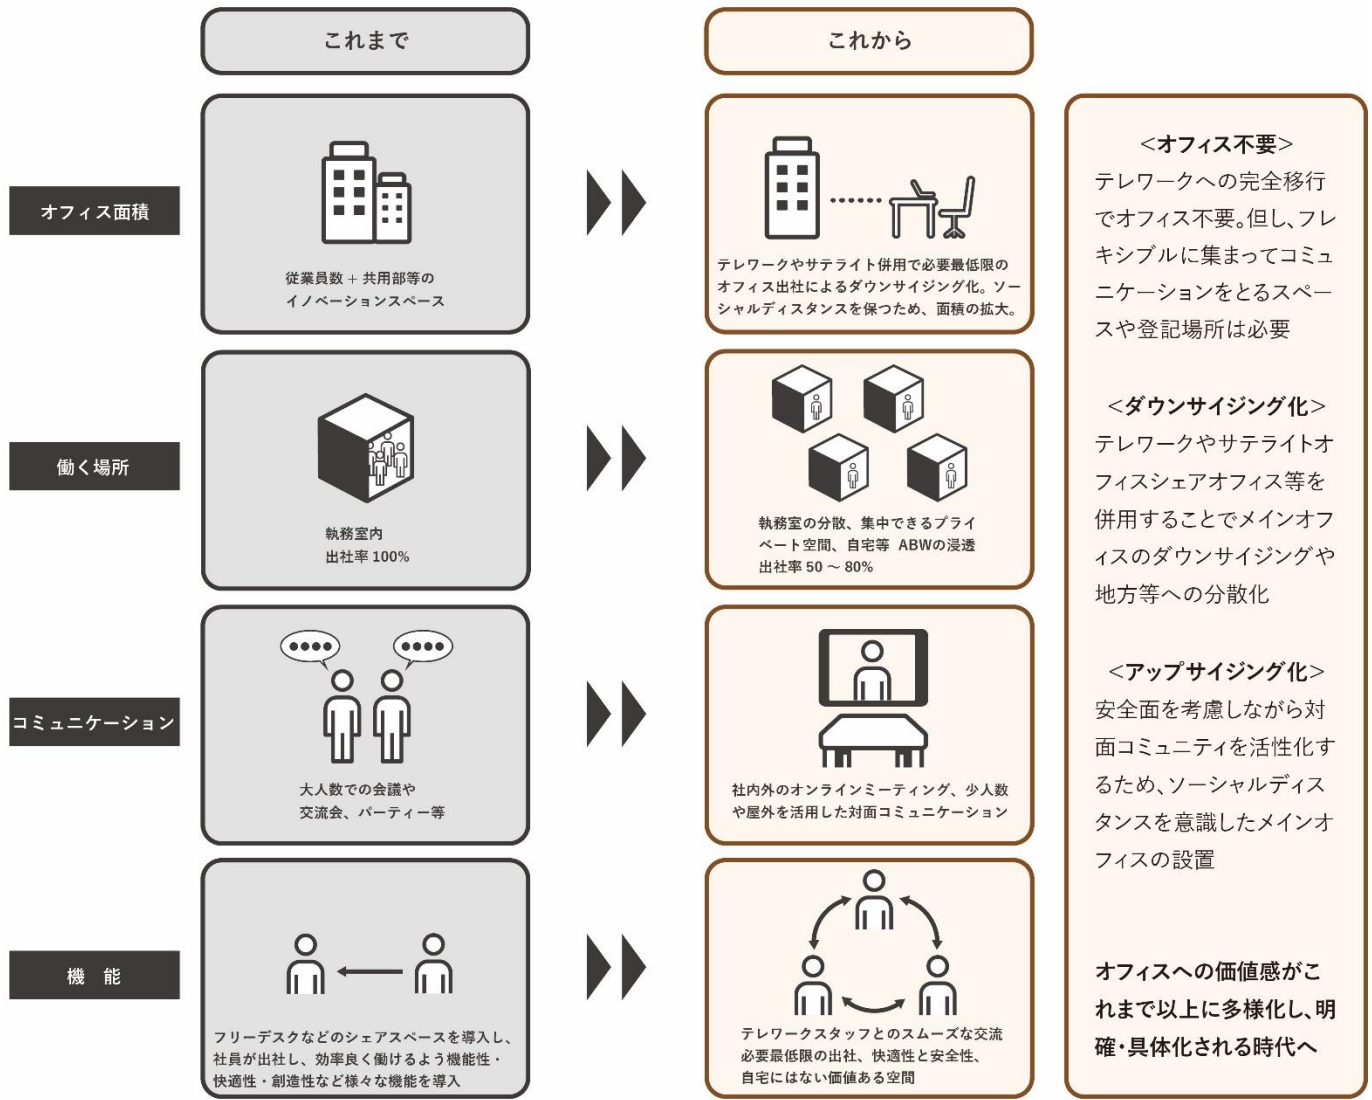 これまで
これから
オフィス面積
従業員数 + 共用部等の
イノベーションスペース
テレワークやサテライト併用で必要最低限の
オフィス出社によるダウンサイジング化。ソー
シャルディスタンスを保つため、面積の拡大。
働く場所
執務室内
出社率 100%
執務室の分散、集中できるプライ
ベート空間、自宅等 ABWの浸透
出社率 50 〜 80%
コミュニケーション
大人数での会議や
交流会、パーティー等
社内外のオンラインミーティング、少人数
や屋外を活用した対面コミュニケーション
機 能
フリーデスクなどのシェアスペースを導入し、
社員が出社し、効率良く働けるよう機能性・
快適性・創造性など様々な機能を導入
テレワークスタッフとのスムーズな交流
必要最低限の出社、快適性と安全性、
自宅にはない価値ある空間
<オフィス不要>
テレワークへの完全移行
でオフィス不要。但し、フレ
キシブルに集まってコミュ
ニケーションをとるスペー
スや登記場所は必要
<ダウンサイジング化>
テレワークやサテライトオ
フィスシェアオフィス等を
併用することでメインオフ
ィスのダウンサイジングや
地方等への分散化
<アップサイジング化>
安全面を考慮しながら対
面コミュニティを活性化す
るため、ソーシャルディス
タンスを意識したメインオ
フィスの設置
オフィスへの価値感がこ
れまで以上に多様化し、明
確・具体化される時代へ